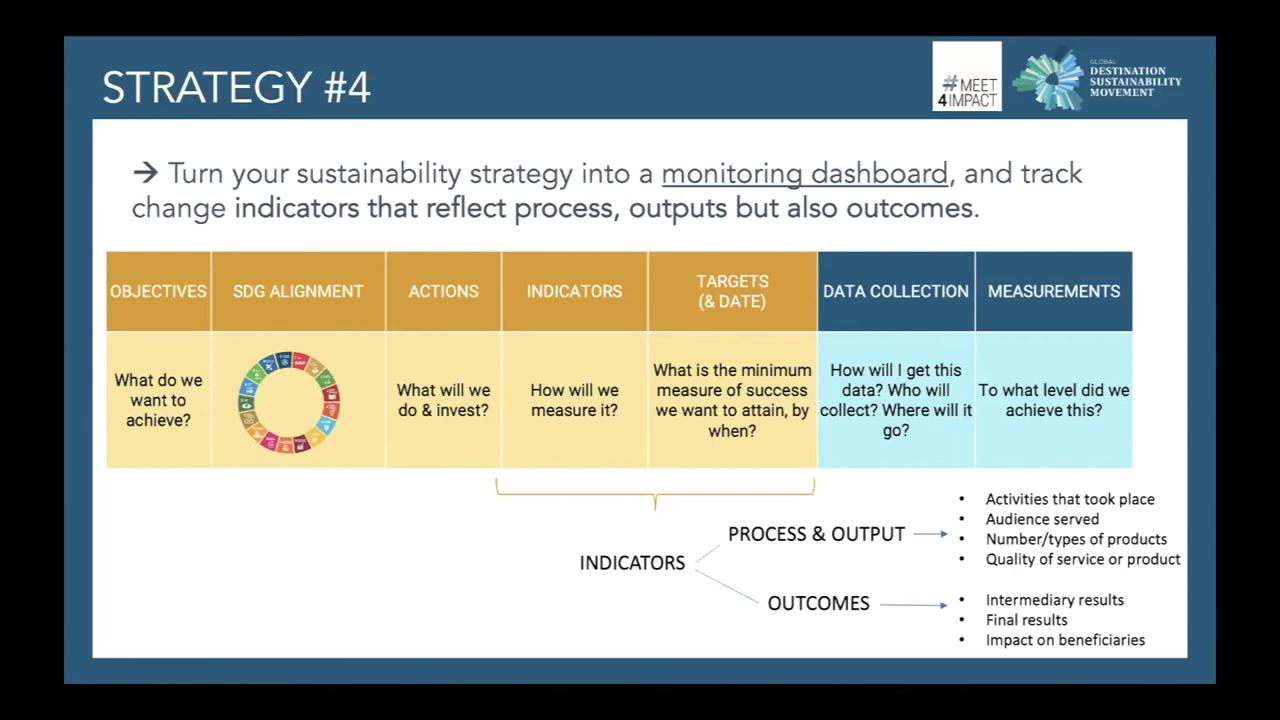 STRATEGY #4
#MEET
4IMPACT
GLOBAL
DESTINATION
SUSTAINABILITY
MOVEMENT
→ Turn your sustainability strategy into a monitoring dashboard, and track
change indicators that reflect process, outputs but also outcomes.
OBJECTIVES
SDG ALIGNMENT
ACTIONS
INDICATORS
TARGETS
(& DATE)
DATA COLLECTION
MEASUREMENTS
What do we
want to
achieve?
What will we
do & invest?
How will we
measure it?
What is the minimum
measure of success
we want to attain, by
when?
How will I get this
data? Who will
collect? Where will it
go?
To what level did we
achieve this?
INDICATORS
PROCESS & OUTPUT
• Activities that took place
• Audience served
• Number/types of products
• Quality of service or product
OUTCOMES
• Intermediary results
• Final results
• Impact on beneficiaries